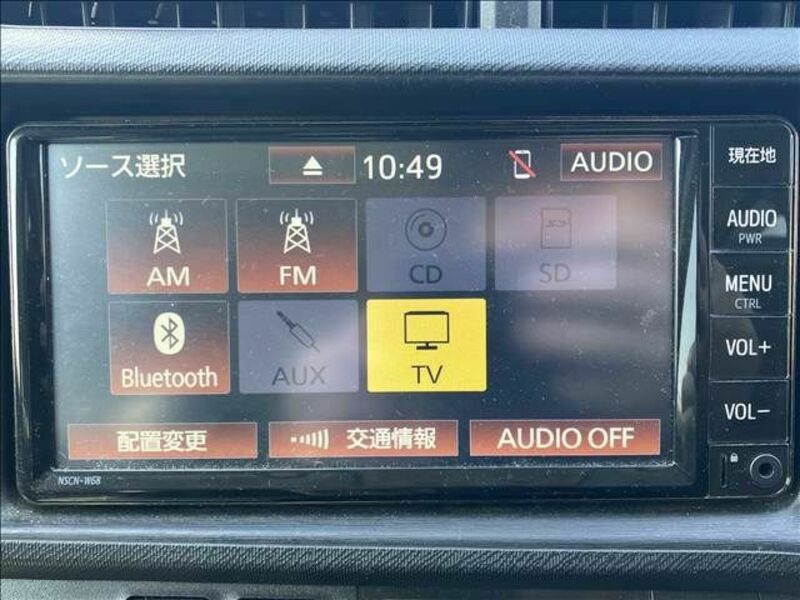 ソース選択 10:49 AUDIO
AM FM CD SD
Bluetooth AUX TV
配置変更 交通情報 AUDIO OFF
現在地
AUDIO
PWR
MENU
CTRL
VOL+
VOL-
NSCN-W68